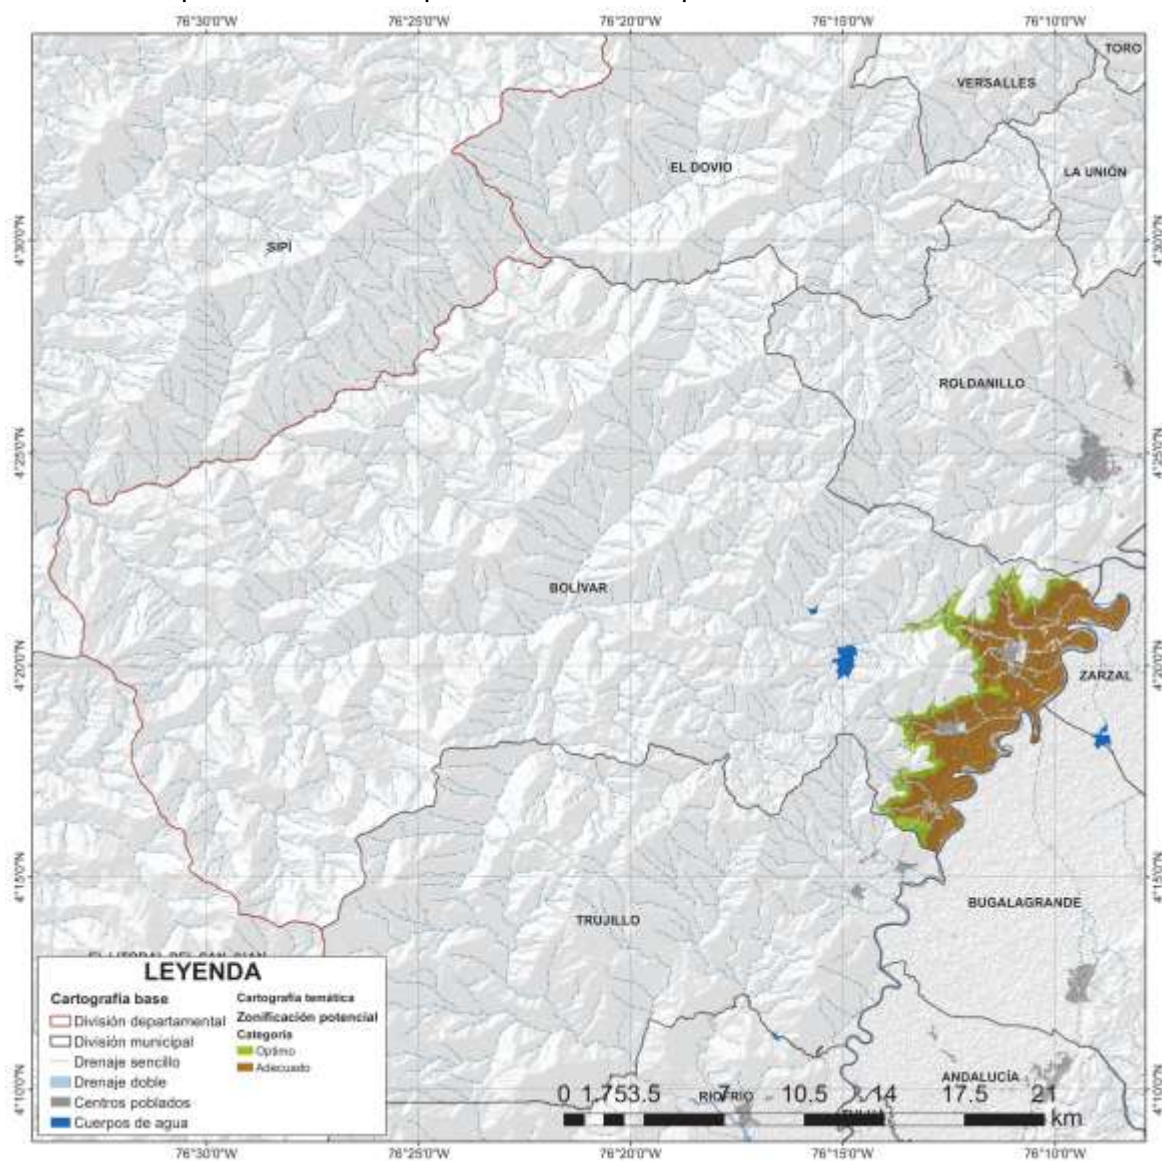 76°30'0"W 76°25'0"W 76°20'0"W 76°15'0"W 76°10'0"W
TORO
VERSALLES
EL DOVIO
LA UNIÓN
4°30'0"N 4°30'0"N
SIPÍ
ROLDANILLO
4°25'0"N 4°25'0"N
BOLÍVAR
4°20'0"N 4°20'0"N
ZARZAL
4°15'0"N 4°15'0"N
BUGALAGRANDE
TRUJILLO
LEYENDA
Cartografía base
División departamental
División municipal
Drenaje sencillo
Drenaje doble
Centros poblados
Cuerpos de agua
Cartografía temática
Zonificación potencial
Categoría
Optimo
Adecuado
ANDALUCÍA
4°10'0"N 4°10'0"N
0 1.75 3.5 7 10.5 14 17.5 21
km
RIOFRÍO
76°30'0"W 76°25'0"W 76°20'0"W 76°15'0"W 76°10'0"W